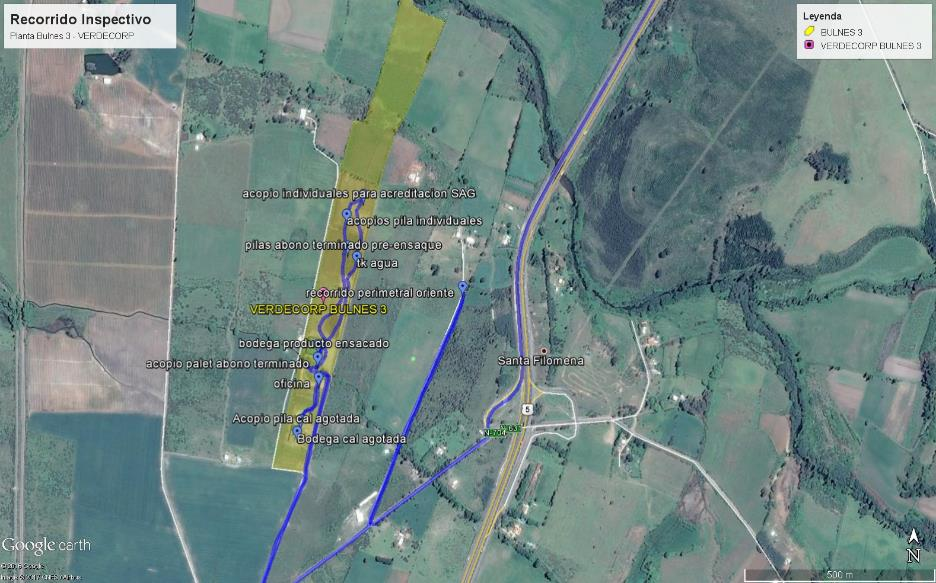 Recorrido Inspectivo
Planta Bulnes 3 - VERDECORP
Leyenda
BULNES 3
VERDECORP BULNES 3
acopio individuales para acreditacion SAG
acopios pila individuales
pilas abono terminado pre-ensaque
tk agua
recorrido perimetral oriente
VERDECORP BULNES 3
bodega producto ensacado
acopio palet abono terminado
oficina
Santa Filomena
5
Acopio pila cal agotada
Bodega cal agotada
Google earth
N
500 m